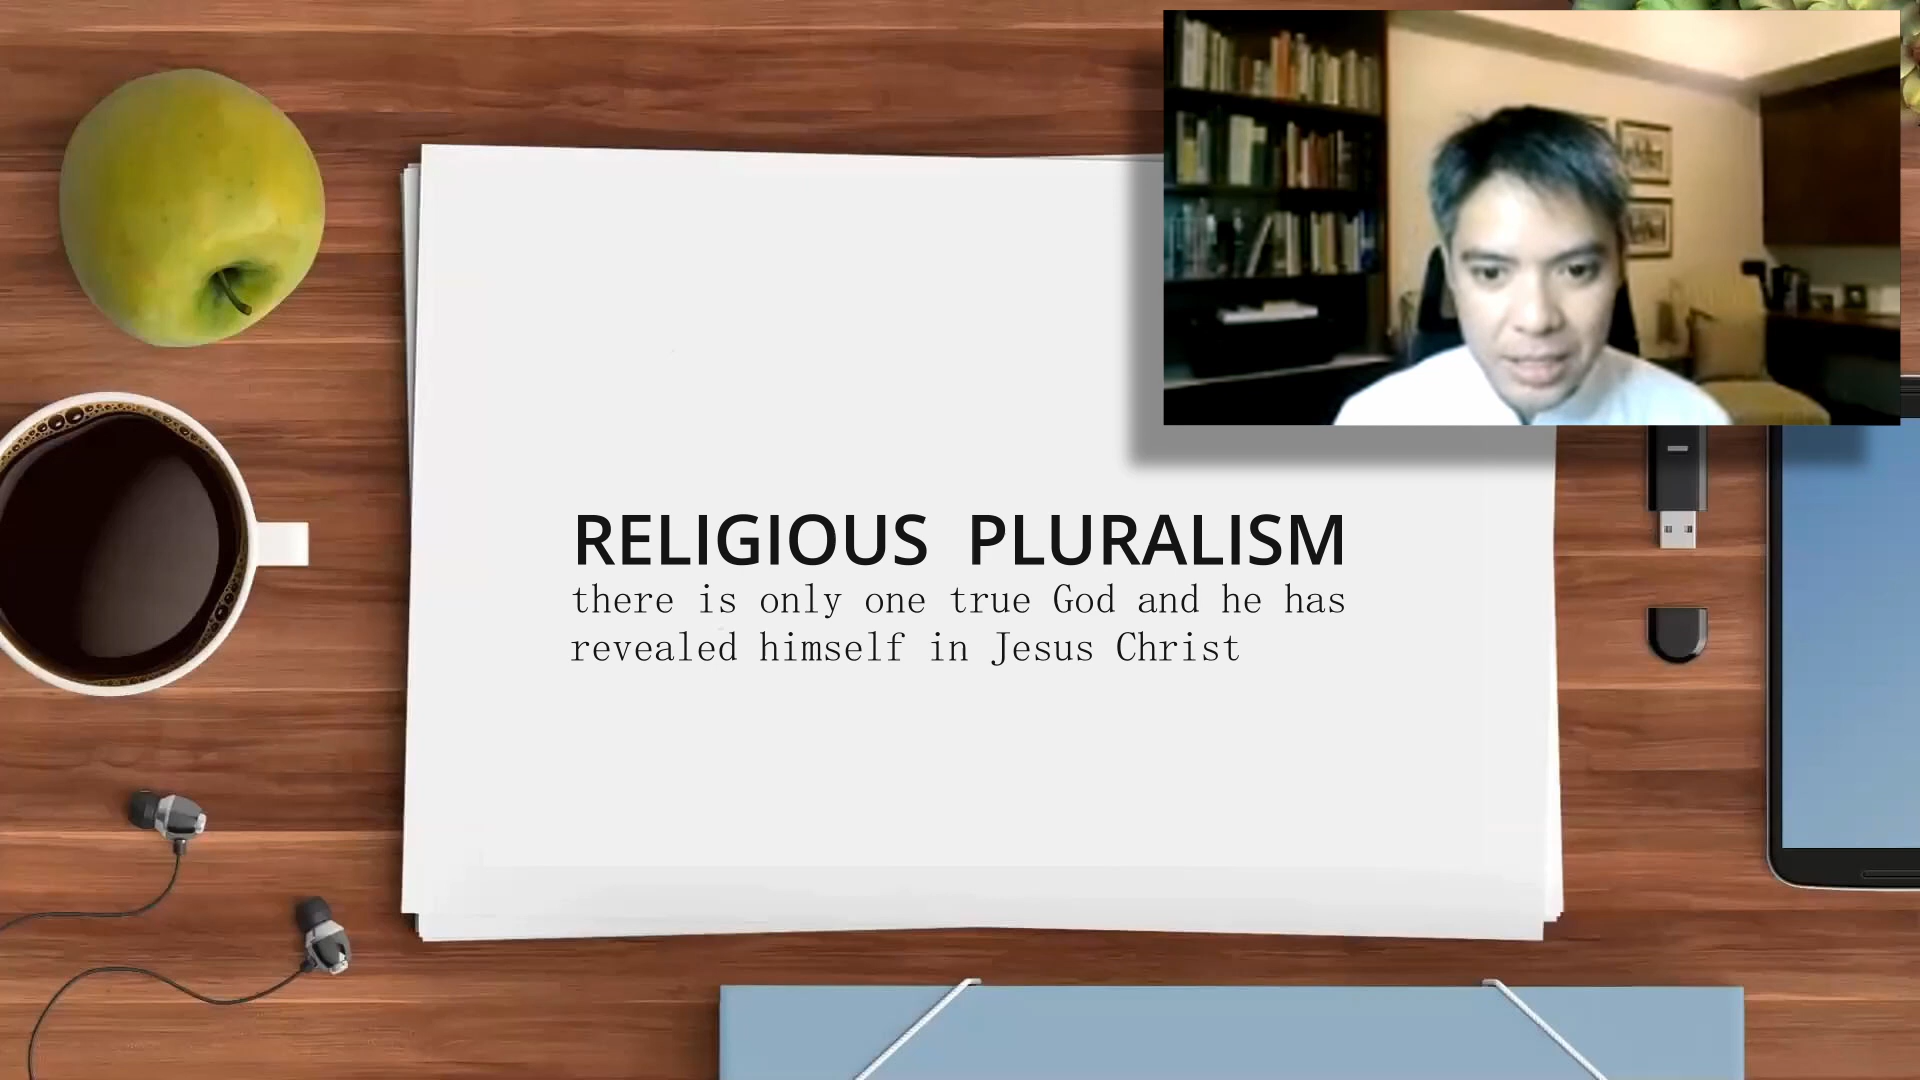 RELIGIOUS PLURALISM
there is only one true God and he has
revealed himself in Jesus Christ